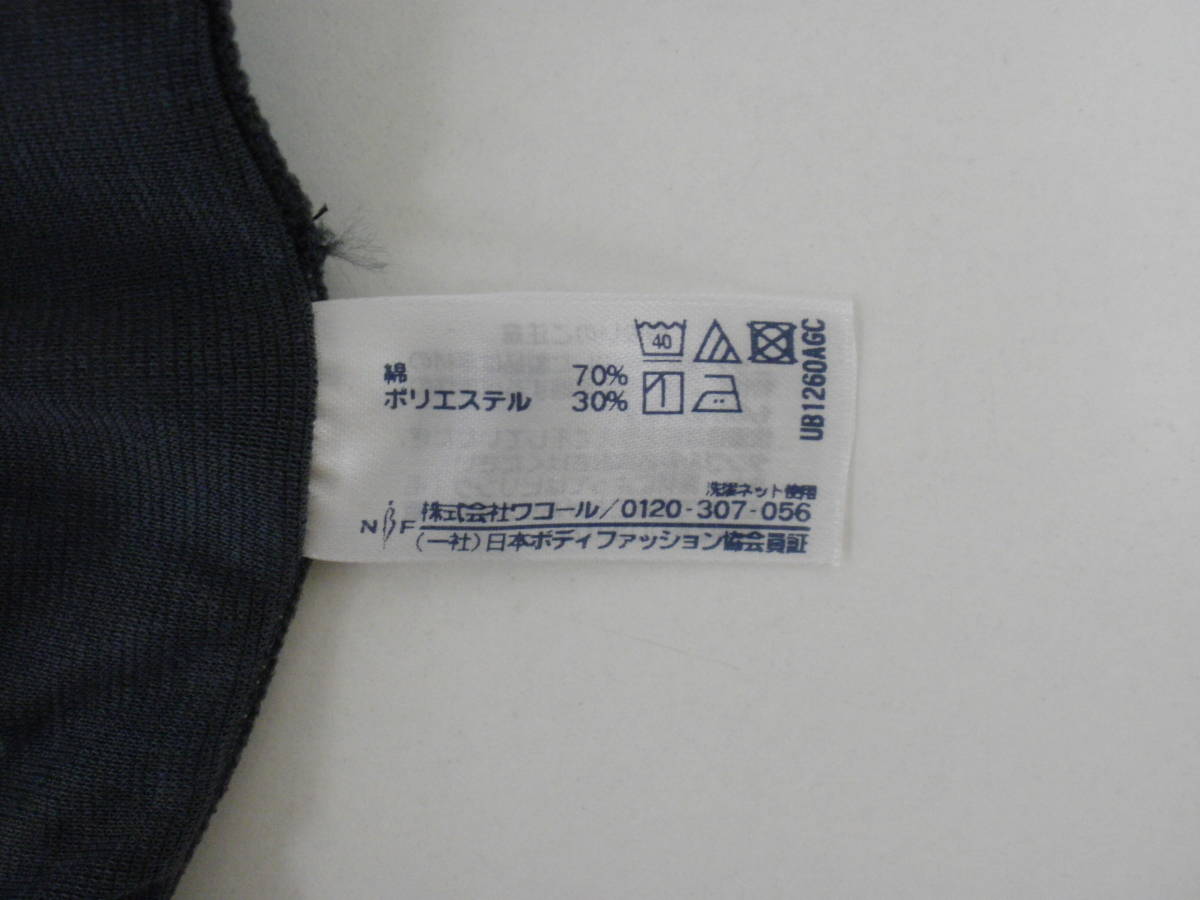 40
綿 70%
ポリエステル 30%
UB1260AGC
洗濯ネット使用
NBF 株式会社ワコール/0120-307-056
(一社)日本ボディファッション協会員証